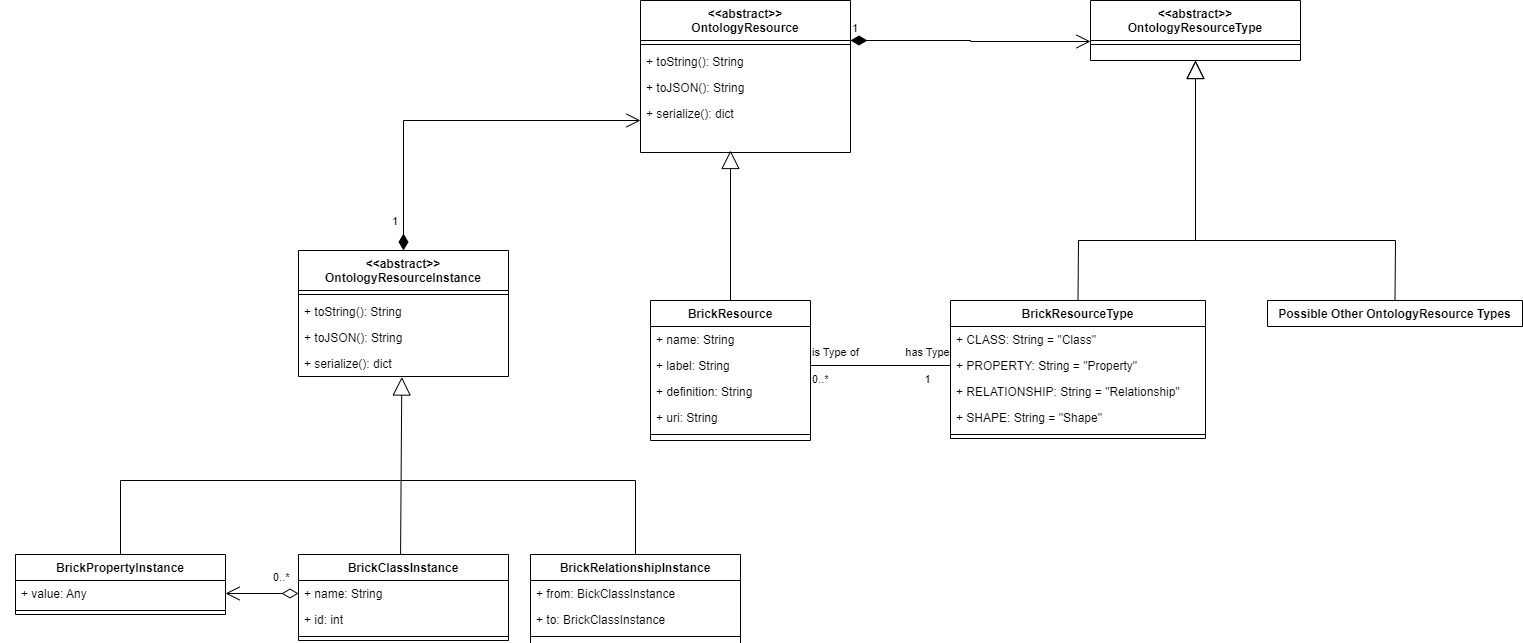 <<abstract>>
OntologyResource
+ toString(): String
+ toJSON(): String
+ serialize(): dict
1
<<abstract>>
OntologyResourceType
1
<<abstract>>
OntologyResourceInstance
+ toString(): String
+ toJSON(): String
+ serialize(): dict
BrickResource
+ name: String
+ label: String
+ definition: String
+ uri: String
is Type of
0..*
has Type
1
BrickResourceType
+ CLASS: String = "Class"
+ PROPERTY: String = "Property"
+ RELATIONSHIP: String = "Relationship"
+ SHAPE: String = "Shape"
Possible Other OntologyResource Types
BrickPropertyInstance
+ value: Any
0..*
BrickClassInstance
+ name: String
+ id: int
BrickRelationshipInstance
+ from: BickClassInstance
+ to: BrickClassInstance